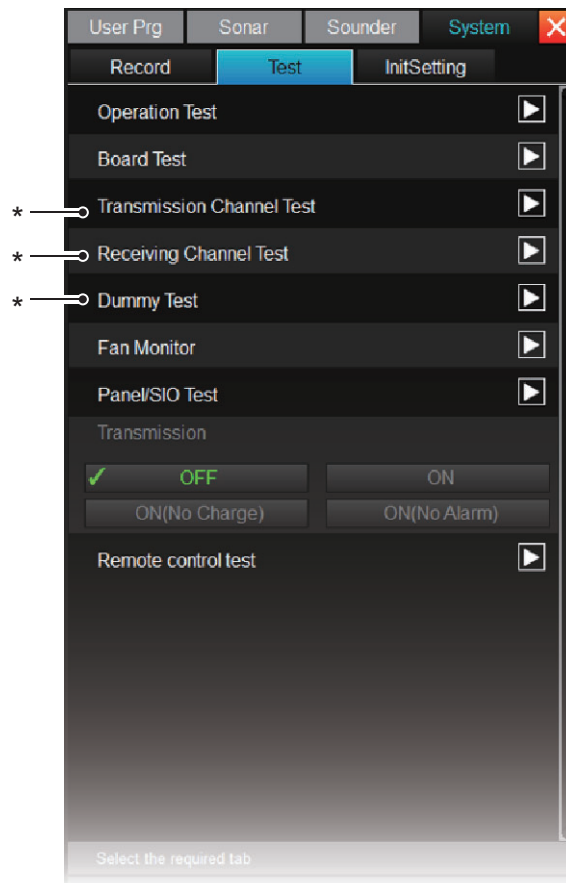 User Prg Sonar Sounder System
Record Test InitSetting
Operation Test
Board Test
* Transmission Channel Test
* Receiving Channel Test
* Dummy Test
Fan Monitor
Panel/SIO Test
Transmission
✓ OFF ON
ON(No Charge) ON(No Alarm)
Remote control test
Select the required tab